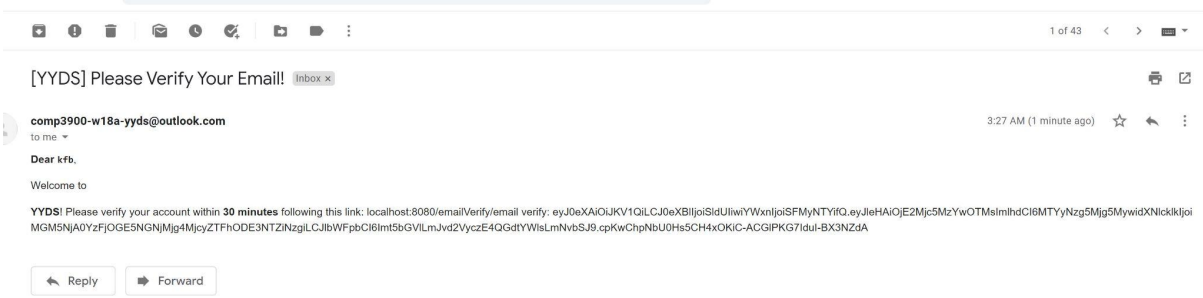 1 of 43
[YYDS] Please Verify Your Email! Inbox ×
comp3900-w18a-yyds@outlook.com 3:27 AM (1 minute ago)
to me
Dear kfb,
Welcome to
YYDS! Please verify your account within 30 minutes following this link: localhost:8080/emailVerify/email verify:
Reply Forward